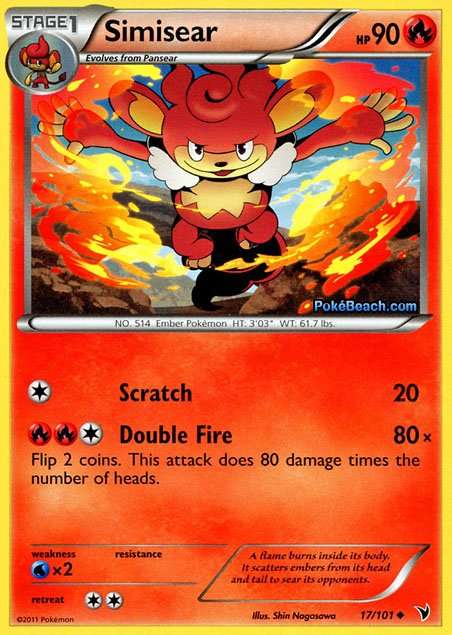 STAGE1 Simisear HP90
Evolves from Pansear
PokéBeach.com
NO. 514 Ember Pokémon HT: 3'03" WT: 61.7 lbs.
Scratch 20
Double Fire 80×
Flip 2 coins. This attack does 80 damage times the
number of heads.
weakness resistance
×2
retreat
A flame burns inside its body.
It scatters embers from its head
and tail to sear its opponents.
©2011 Pokémon Illus. Shin Nagasawa 17/101